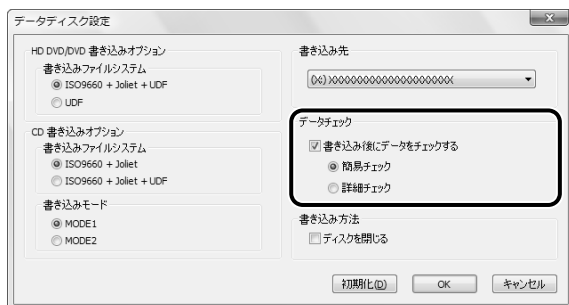 データディスク設定
HD DVD/DVD 書き込みオプション
書き込みファイルシステム
ISO9660 + Joliet + UDF
UDF
CD 書き込みオプション
書き込みファイルシステム
ISO9660 + Joliet
ISO9660 + Joliet + UDF
書き込みモード
MODE1
MODE2
書き込み先
データチェック
書き込み後にデータをチェックする
簡易チェック
詳細チェック
書き込み方法
ディスクを閉じる
初期化(D)
OK
キャンセル